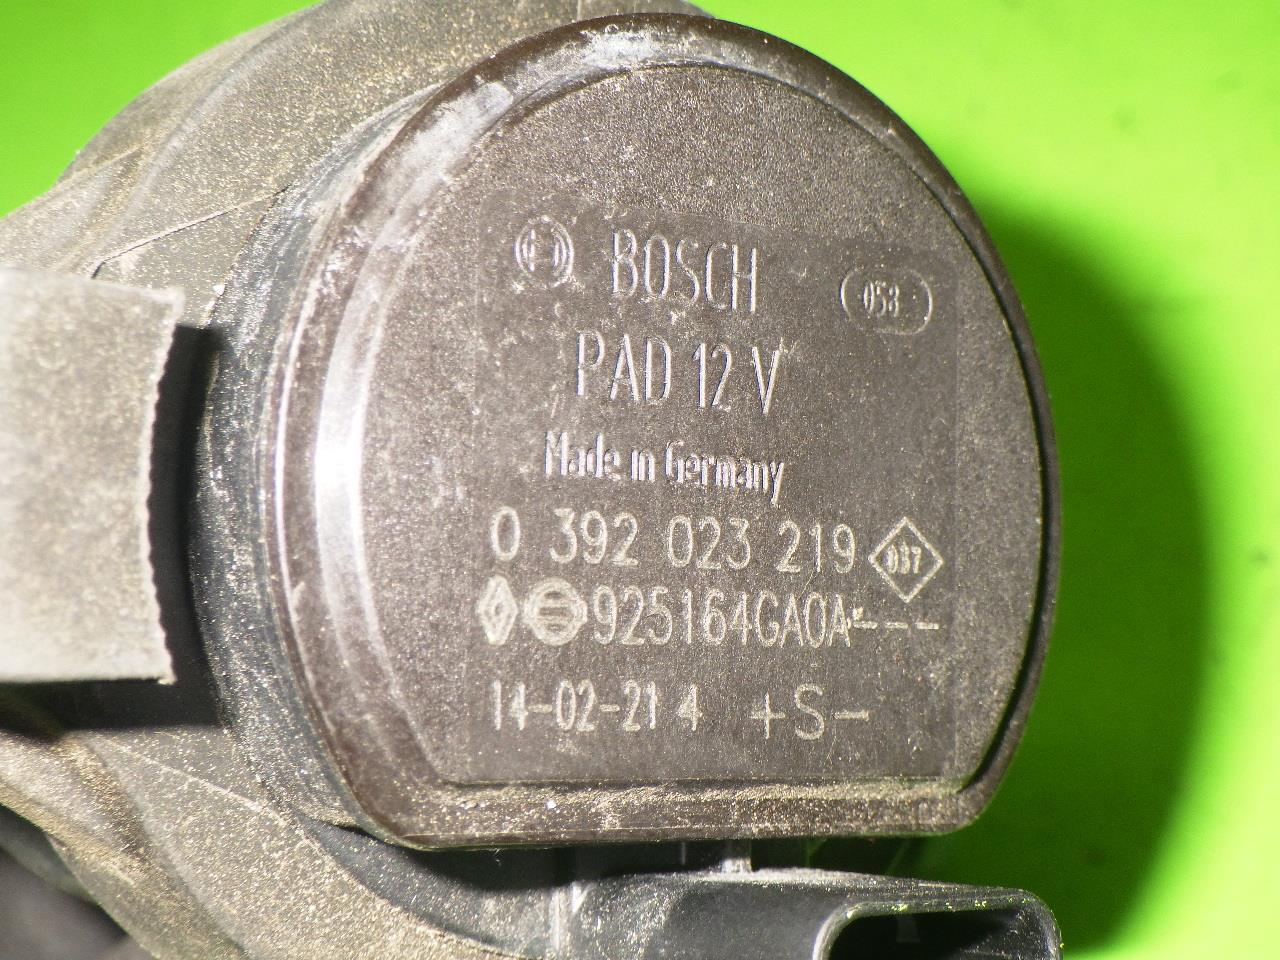 BOSCH 053
PAD 12 V
Made in Germany
0 392 023 219 037
925164GA0A----
14-02-21 4 +S-